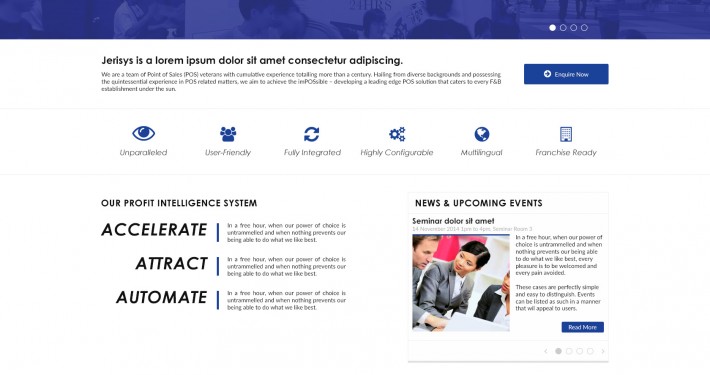 24HRS
Jerisys is a lorem ipsum dolor sit amet consectetur adipiscing.
We are a team of Point of Sales (POS) veterans with cumulative experience totalling more than a century. Hailing from diverse backgrounds and possessing
the quintessential experience in POS related matters, we aim to achieve the imPOSsible – developing a leading edge POS solution that caters to every F&B
establishment under the sun.
Enquire Now
Unparalleled
User-Friendly
Fully Integrated
Highly Configurable
Multilingual
Franchise Ready
OUR PROFIT INTELLIGENCE SYSTEM
ACCELERATE
In a free hour, when our power of choice is
untrammelled and when nothing prevents our
being able to do what we like best.
ATTRACT
In a free hour, when our power of choice is
untrammelled and when nothing prevents our
being able to do what we like best.
AUTOMATE
In a free hour, when our power of choice is
untrammelled and when nothing prevents our
being able to do what we like best.
NEWS & UPCOMING EVENTS
Seminar dolor sit amet
24 November 2014 1pm to 4pm, Seminar Room 3
In a free hour, when our power of
choice is untrammelled and when
nothing prevents our being able
to do what we like best, every
pleasure is to be welcomed and
every pain avoided.
These cases are perfectly simple
and easy to distinguish. Events
can be listed as such in a manner
that wil appeal to users.
Read More